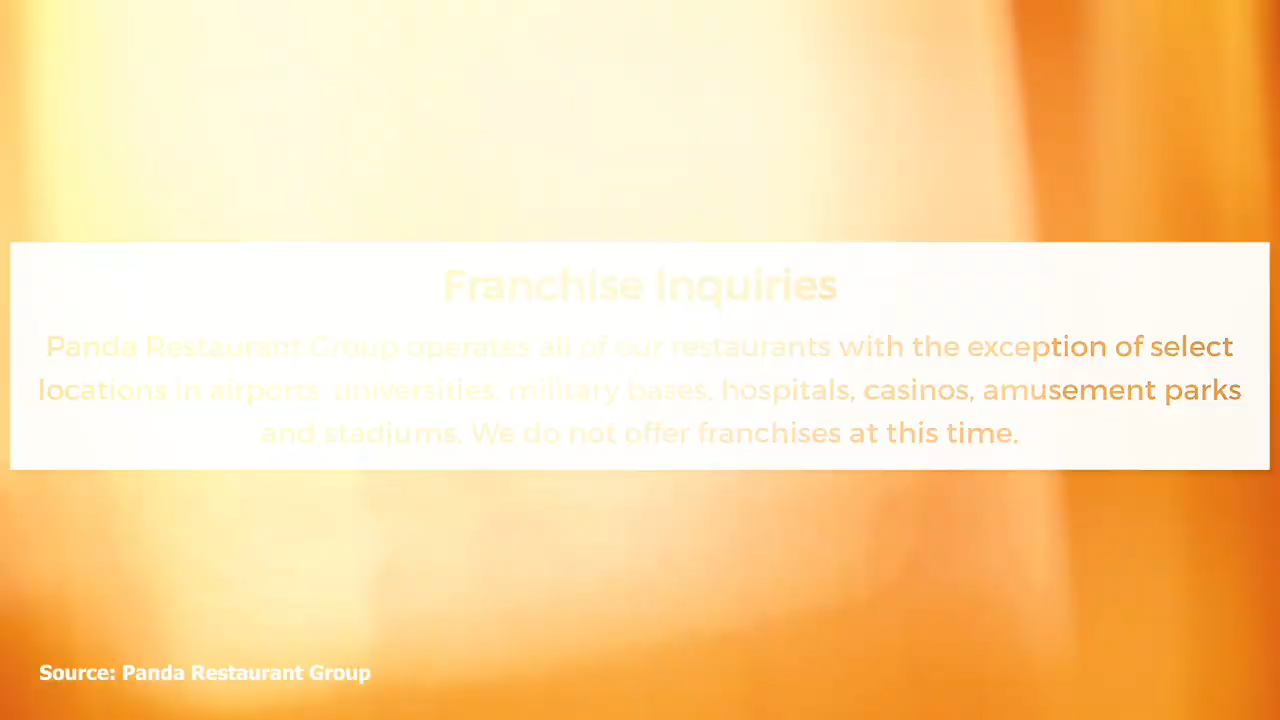 Franchise Inquiries
Panda Restaurant Group operates all of our restaurants with the exception of select
locations in airports, universities, military bases, hospitals, casinos, amusement parks
and stadiums. We do not offer franchises at this time.
Source: Panda Restaurant Group